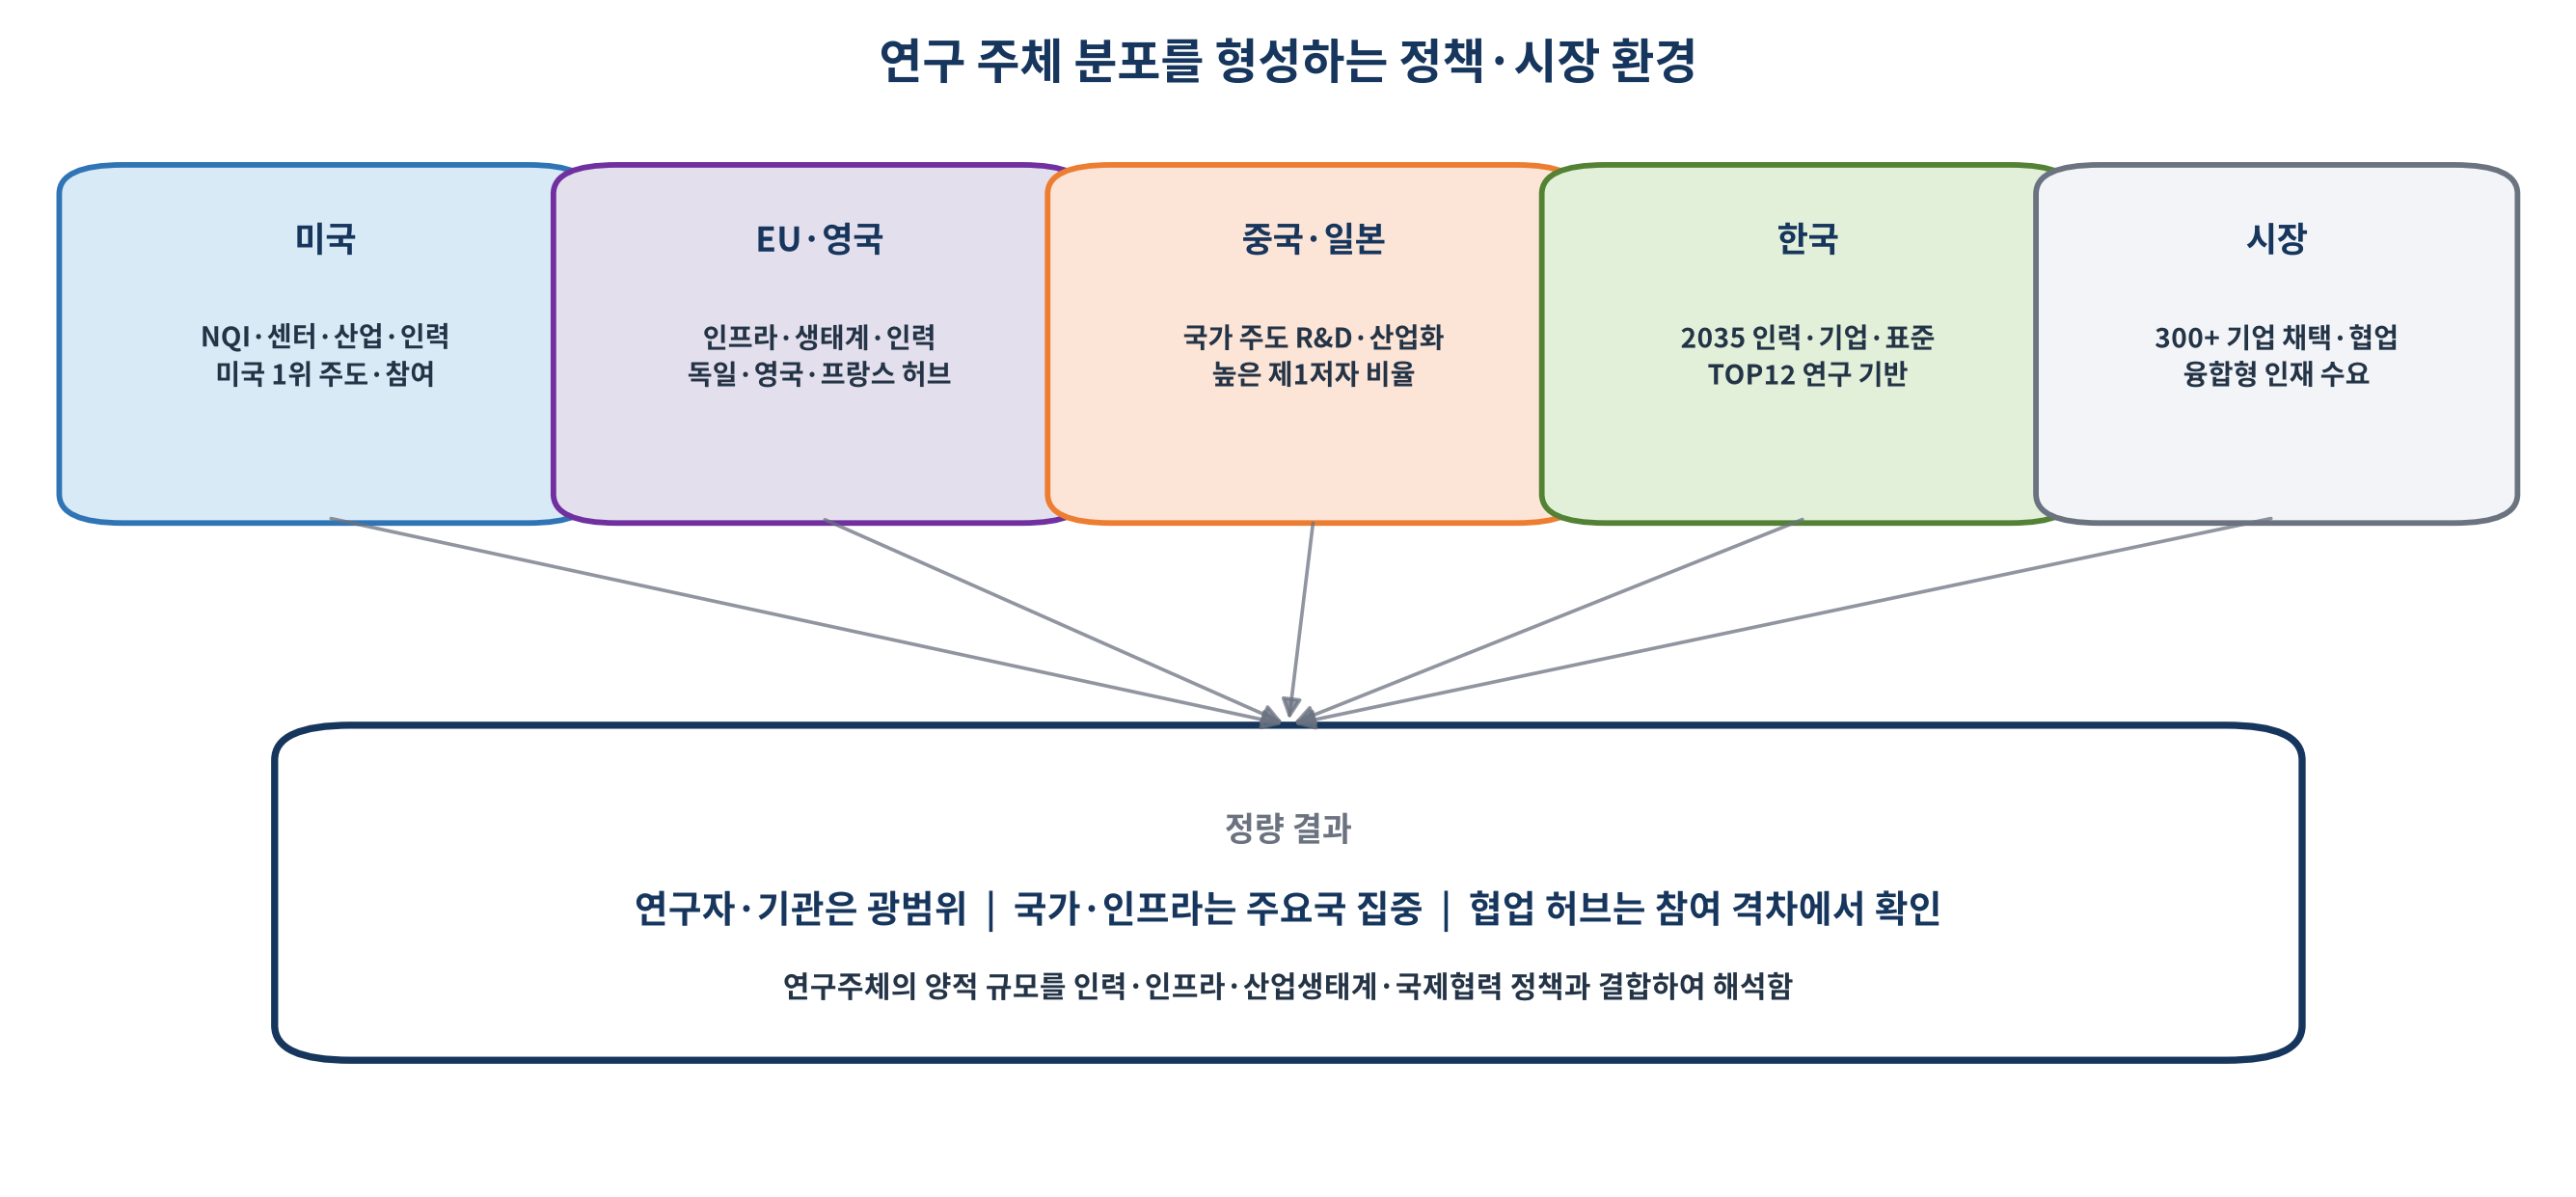 연구 주체 분포를 형성하는 정책·시장 환경
미국
NQI·센터·산업·인력
미국 1위 주도·참여
EU·영국
인프라·생태계·인력
독일·영국·프랑스 허브
중국·일본
국가 주도 R&D·산업화
높은 제1저자 비율
한국
2035 인력·기업·표준
TOP12 연구 기반
시장
300+ 기업 채택·협업
융합형 인재 수요
정량 결과
연구자·기관은 광범위 | 국가·인프라는 주요국 집중 | 협업 허브는 참여 격차에서 확인
연구주체의 양적 규모를 인력·인프라·산업생태계·국제협력 정책과 결합하여 해석함